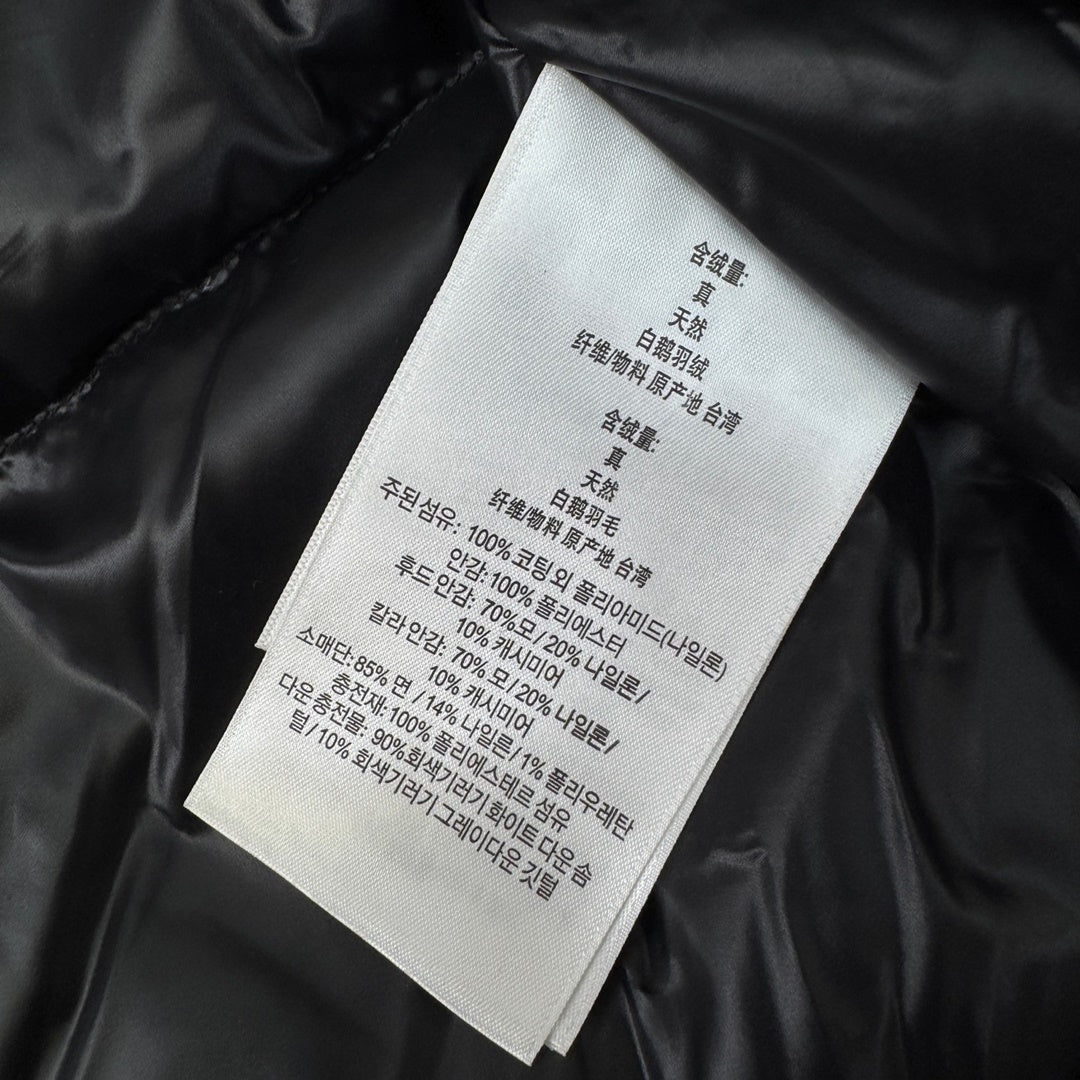 含绒量:
真
天然
白鹅羽绒
纤维/物料 原产地 台湾
含绒量:
真
天然
白鹅羽毛
纤维/物料 原产地 台湾
주된 섬유: 100% 코팅 외 폴리아미드(나일론)
안감: 100% 폴리에스터
후드 안감: 70%모 / 20% 나일론 /
10% 캐시미어
칼라 안감: 70% 모 / 20% 나일론 /
10% 캐시미어
소매단: 85% 면 / 14% 나일론 / 1% 폴리우레탄
충전재: 100% 폴리에스테르 섬유
다운 충전물: 90%회색기러기 화이트 다운 솜
털 / 10% 회색기러기 그레이다운 깃털